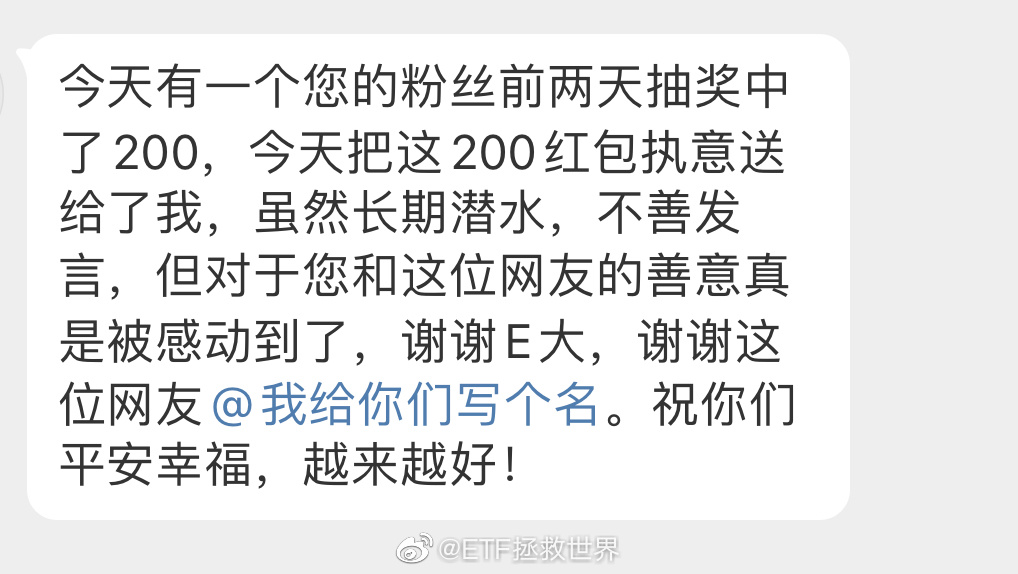 今天有一个您的粉丝前两天抽奖中
了200，今天把这200红包执意送
给了我，虽然长期潜水，不善发
言，但对于您和这位网友的善意真
是被感动到了，谢谢E大，谢谢这
位网友@我给你们写个名。祝你们
平安幸福，越来越好！
@ETF拯救世界